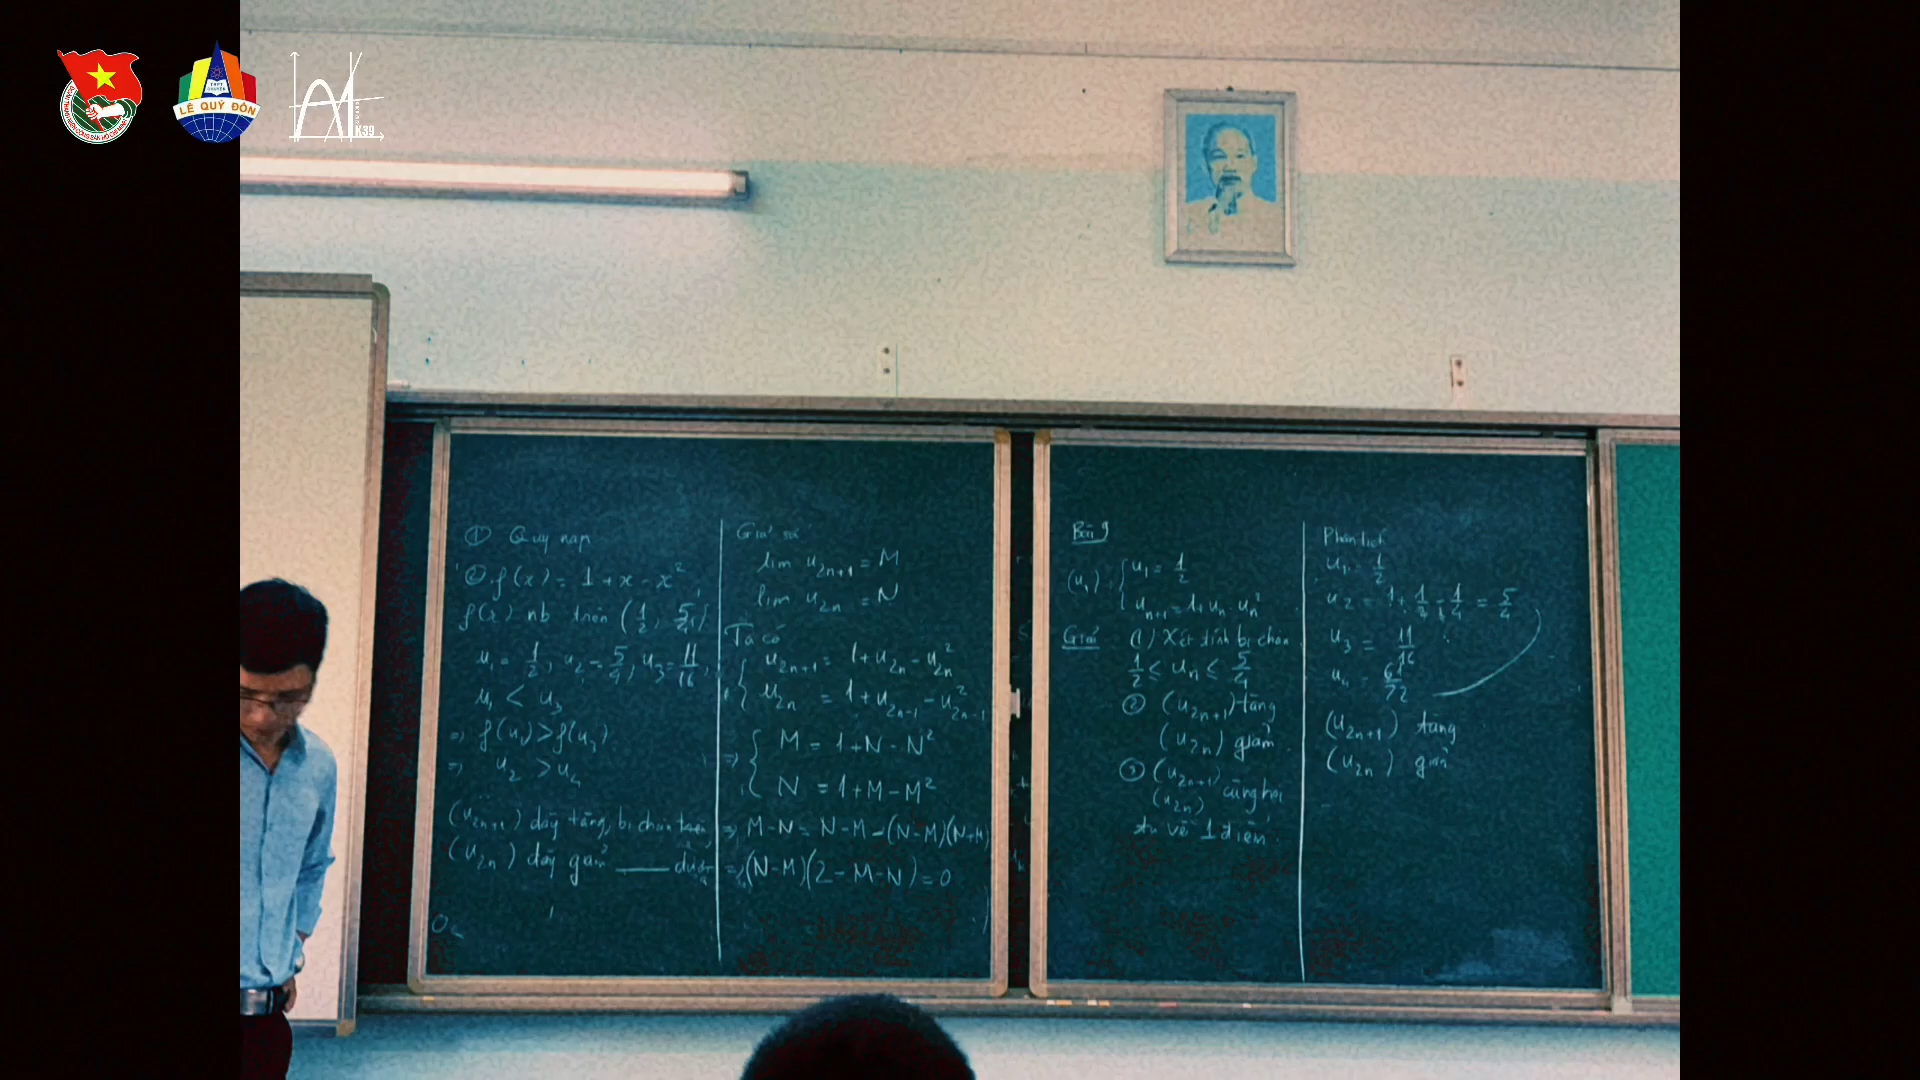 THPT
CHUYÊN
LÊ QUÝ ĐÔN
K39
① Quy nạp
② f(x) = 1 + x - x²
f(x) nb trên (1/2, 5/4)
u₁ = 1/2, u₂ = 5/4, u₃ = 11/16,
u₁ < u₃
⇒ f(u₁) > f(u₃)
⇒ u₂ > u₄
(u₂ₙ₊₁) dãy tăng, bị chặn trên
(u₂ₙ) dãy giảm —— dưới
Giả sử
lim u₂ₙ₊₁ = M
lim u₂ₙ = N
Ta có
{ u₂ₙ₊₁ = 1 + u₂ₙ - u₂ₙ²
u₂ₙ = 1 + u₂ₙ₋₁ - u²₂ₙ₋₁
⇒ { M = 1 + N - N²
N = 1 + M - M²
⇒ M - N = N - M - (N-M)(N+M)
⇒ (N-M)(2 - M - N) = 0
Bài 9
(uₙ): { u₁ = 1/2
uₙ₊₁ = 1 + uₙ - uₙ²
Giải (1) Xét tính bị chặn
1/2 ≤ uₙ ≤ 5/4
② (u₂ₙ₊₁) tăng
(u₂ₙ) giảm
③ (u₂ₙ₊₁)
(u₂ₙ) cùng hội
tụ về 1 điểm.
Phân tích
u₁ = 1/2
u₂ = 1 + 1/2 - 1/4 = 5/4
u₃ = 11/16
u₄ =
(u₂ₙ₊₁) tăng
(u₂ₙ) giảm